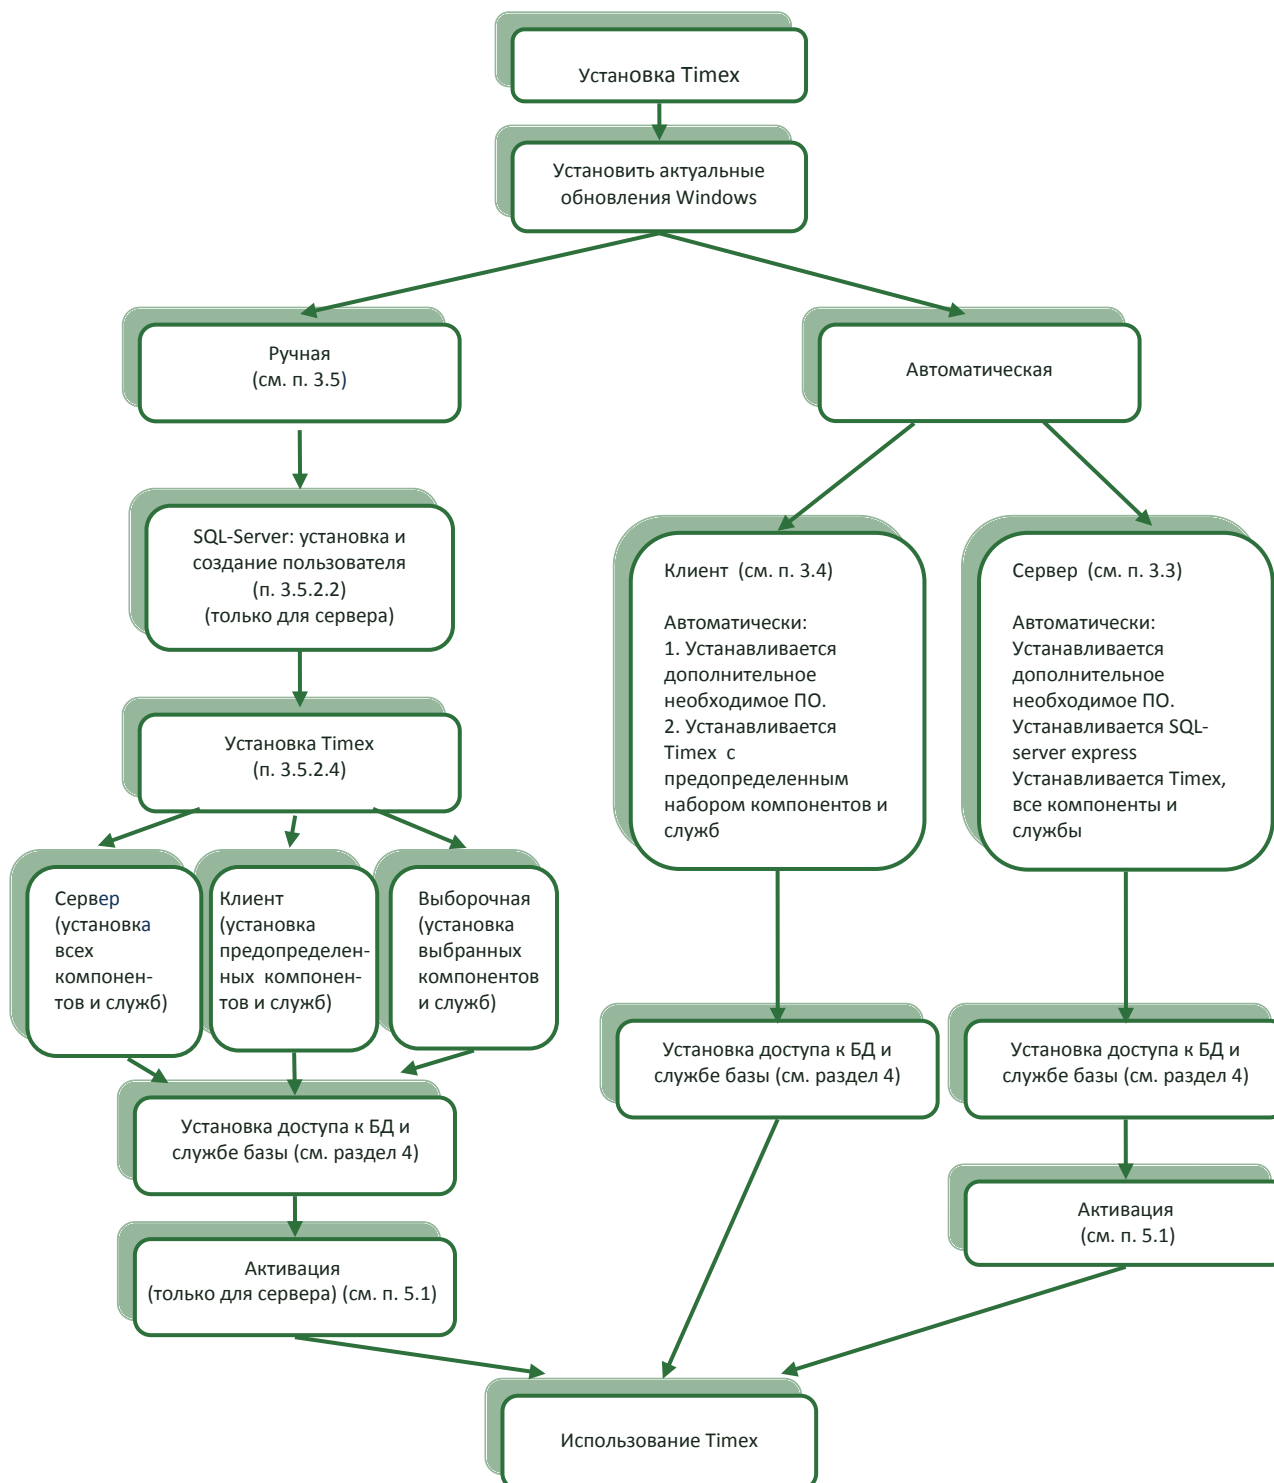 Установка Timex
Установить актуальные
обновления Windows
Ручная
(см. п. 3.5)
Автоматическая
SQL-Server: установка и
создание пользователя
(п. 3.5.2.2)
(только для сервера)
Клиент (см. п. 3.4)
Автоматически:
1. Устанавливается
дополнительное
необходимое ПО.
2. Устанавливается
Timex с
предопределенным
набором компонентов и
служб
Сервер (см. п. 3.3)
Автоматически:
Устанавливается
дополнительное
необходимое ПО.
Устанавливается SQL-
server express
Устанавливается Timex,
все компоненты и
службы
Установка Timex
(п. 3.5.2.4)
Сервер
(установка
всех
компонен-
тов и служб)
Клиент
(установка
предопределен-
ных компонен-
тов и служб)
Выборочная
(установка
выбранных
компонентов
и служб)
Установка доступа к БД и
службе базы (см. раздел 4)
Установка доступа к БД и
службе базы (см. раздел 4)
Установка доступа к БД и
службе базы (см. раздел 4)
Активация
(только для сервера) (см. п. 5.1)
Активация
(см. п. 5.1)
Использование Timex